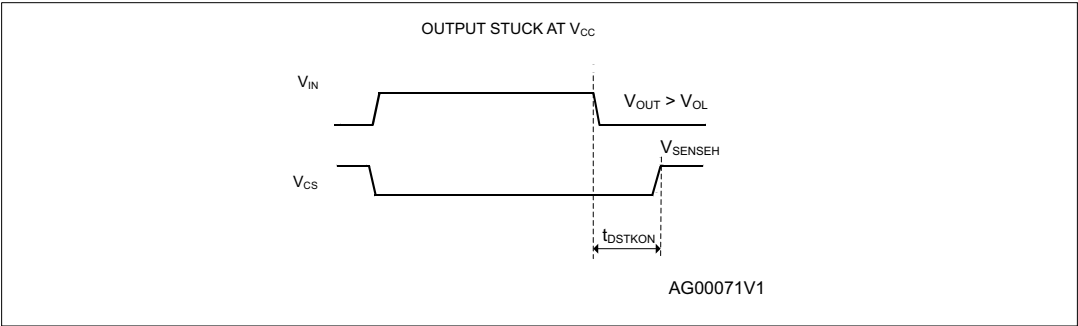 OUTPUT STUCK AT VCC
VIN
VOUT > VOL
VSENSEH
VCS
tDSTKON
AG00071V1